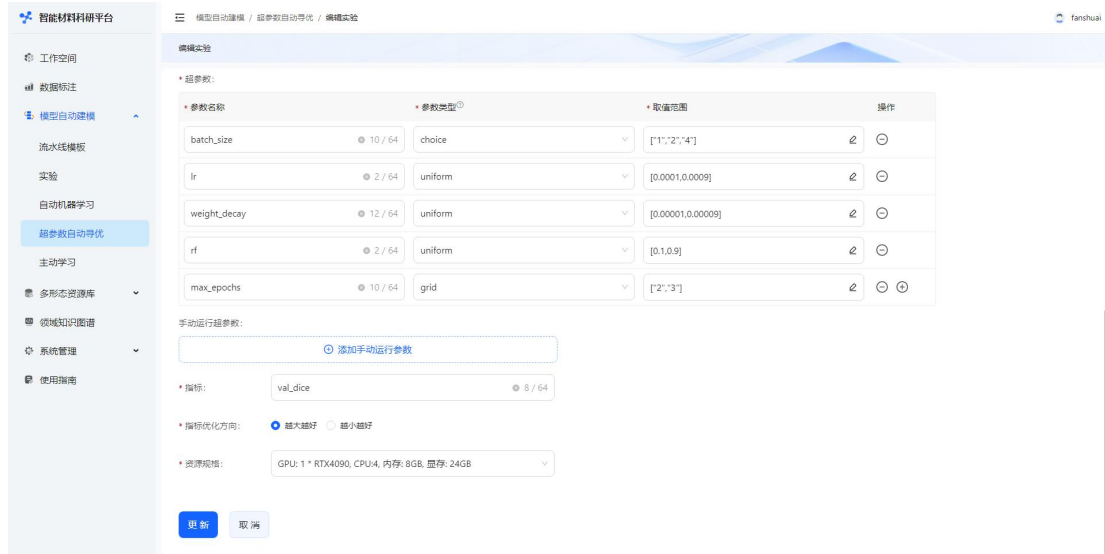 智能材料科研平台
模型自动建模 / 超参数自动寻优 / 编辑实验
fanshuai
工作空间
数据标注
模型自动建模
流水线模板
实验
自动机器学习
超参数自动寻优
主动学习
多形态资源库
领域知识图谱
系统管理
使用指南
编辑实验
* 超参数:
* 参数名称 * 参数类型 * 取值范围 操作
batch_size 10 / 64 choice ["1","2","4"]
lr 2 / 64 uniform [0.0001,0.0009]
weight_decay 12 / 64 uniform [0.00001,0.00009]
rf 2 / 64 uniform [0.1,0.9]
max_epochs 10 / 64 grid ["2","3"]
手动运行超参数:
添加手动运行参数
* 指标: val_dice 8 / 64
* 指标优化方向: 越大越好 越小越好
* 资源规格: GPU: 1 * RTX4090, CPU:4, 内存: 8GB, 显存: 24GB
更新 取消